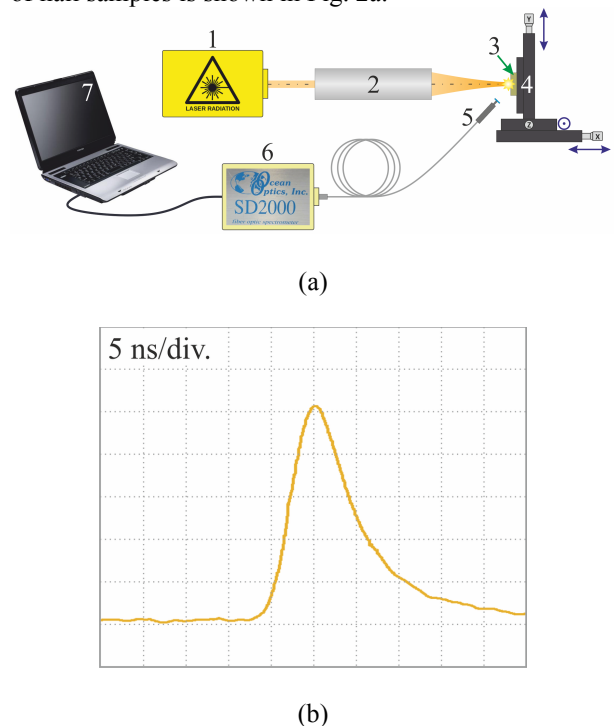 of nail samples is shown in Fig. 2a.
1
2
3
4
5
6
7
LASER RADIATION
Y
Z
X
Ocean
Optics, Inc.
SD2000
fiber optic spectrometer
(a)
5 ns/div.
(b)